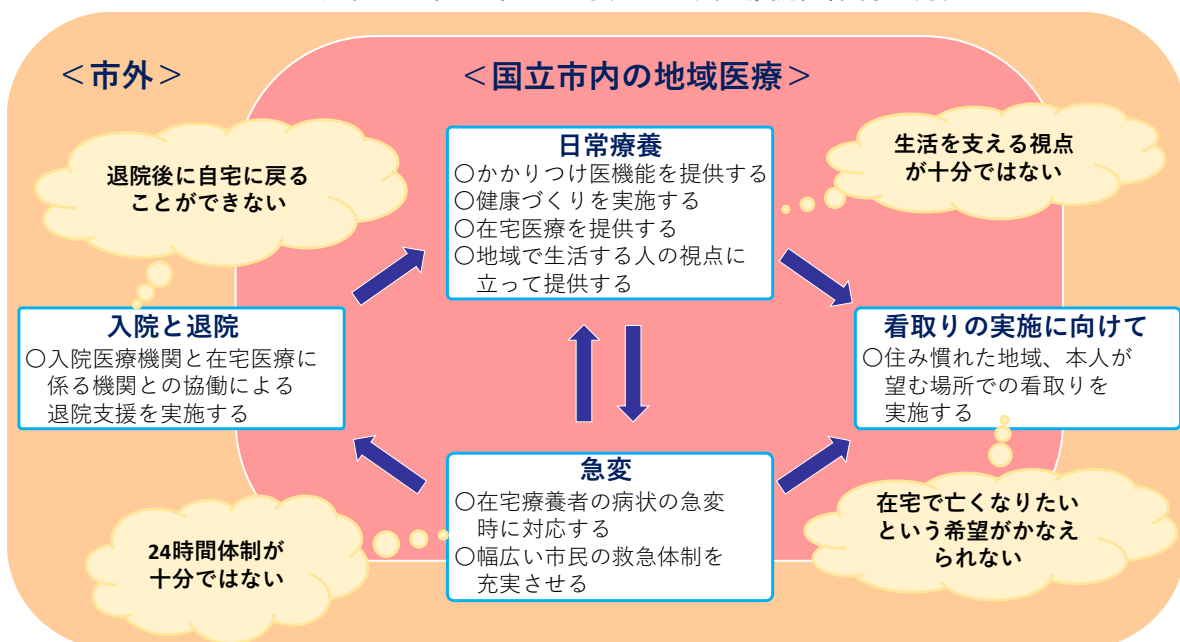 ＜市外＞
＜国立市内の地域医療＞
退院後に自宅に戻る
ことができない
日常療養
○かかりつけ医機能を提供する
○健康づくりを実施する
○在宅医療を提供する
○地域で生活する人の視点に
立って提供する
生活を支える視点
が十分ではない
入院と退院
○入院医療機関と在宅医療に
係る機関との協働による
退院支援を実施する
看取りの実施に向けて
○住み慣れた地域、本人が
望む場所での看取りを
実施する
24時間体制が
十分ではない
急変
○在宅療養者の病状の急変
時に対応する
○幅広い市民の救急体制を
充実させる
在宅で亡くなりたい
という希望がかなえ
られない